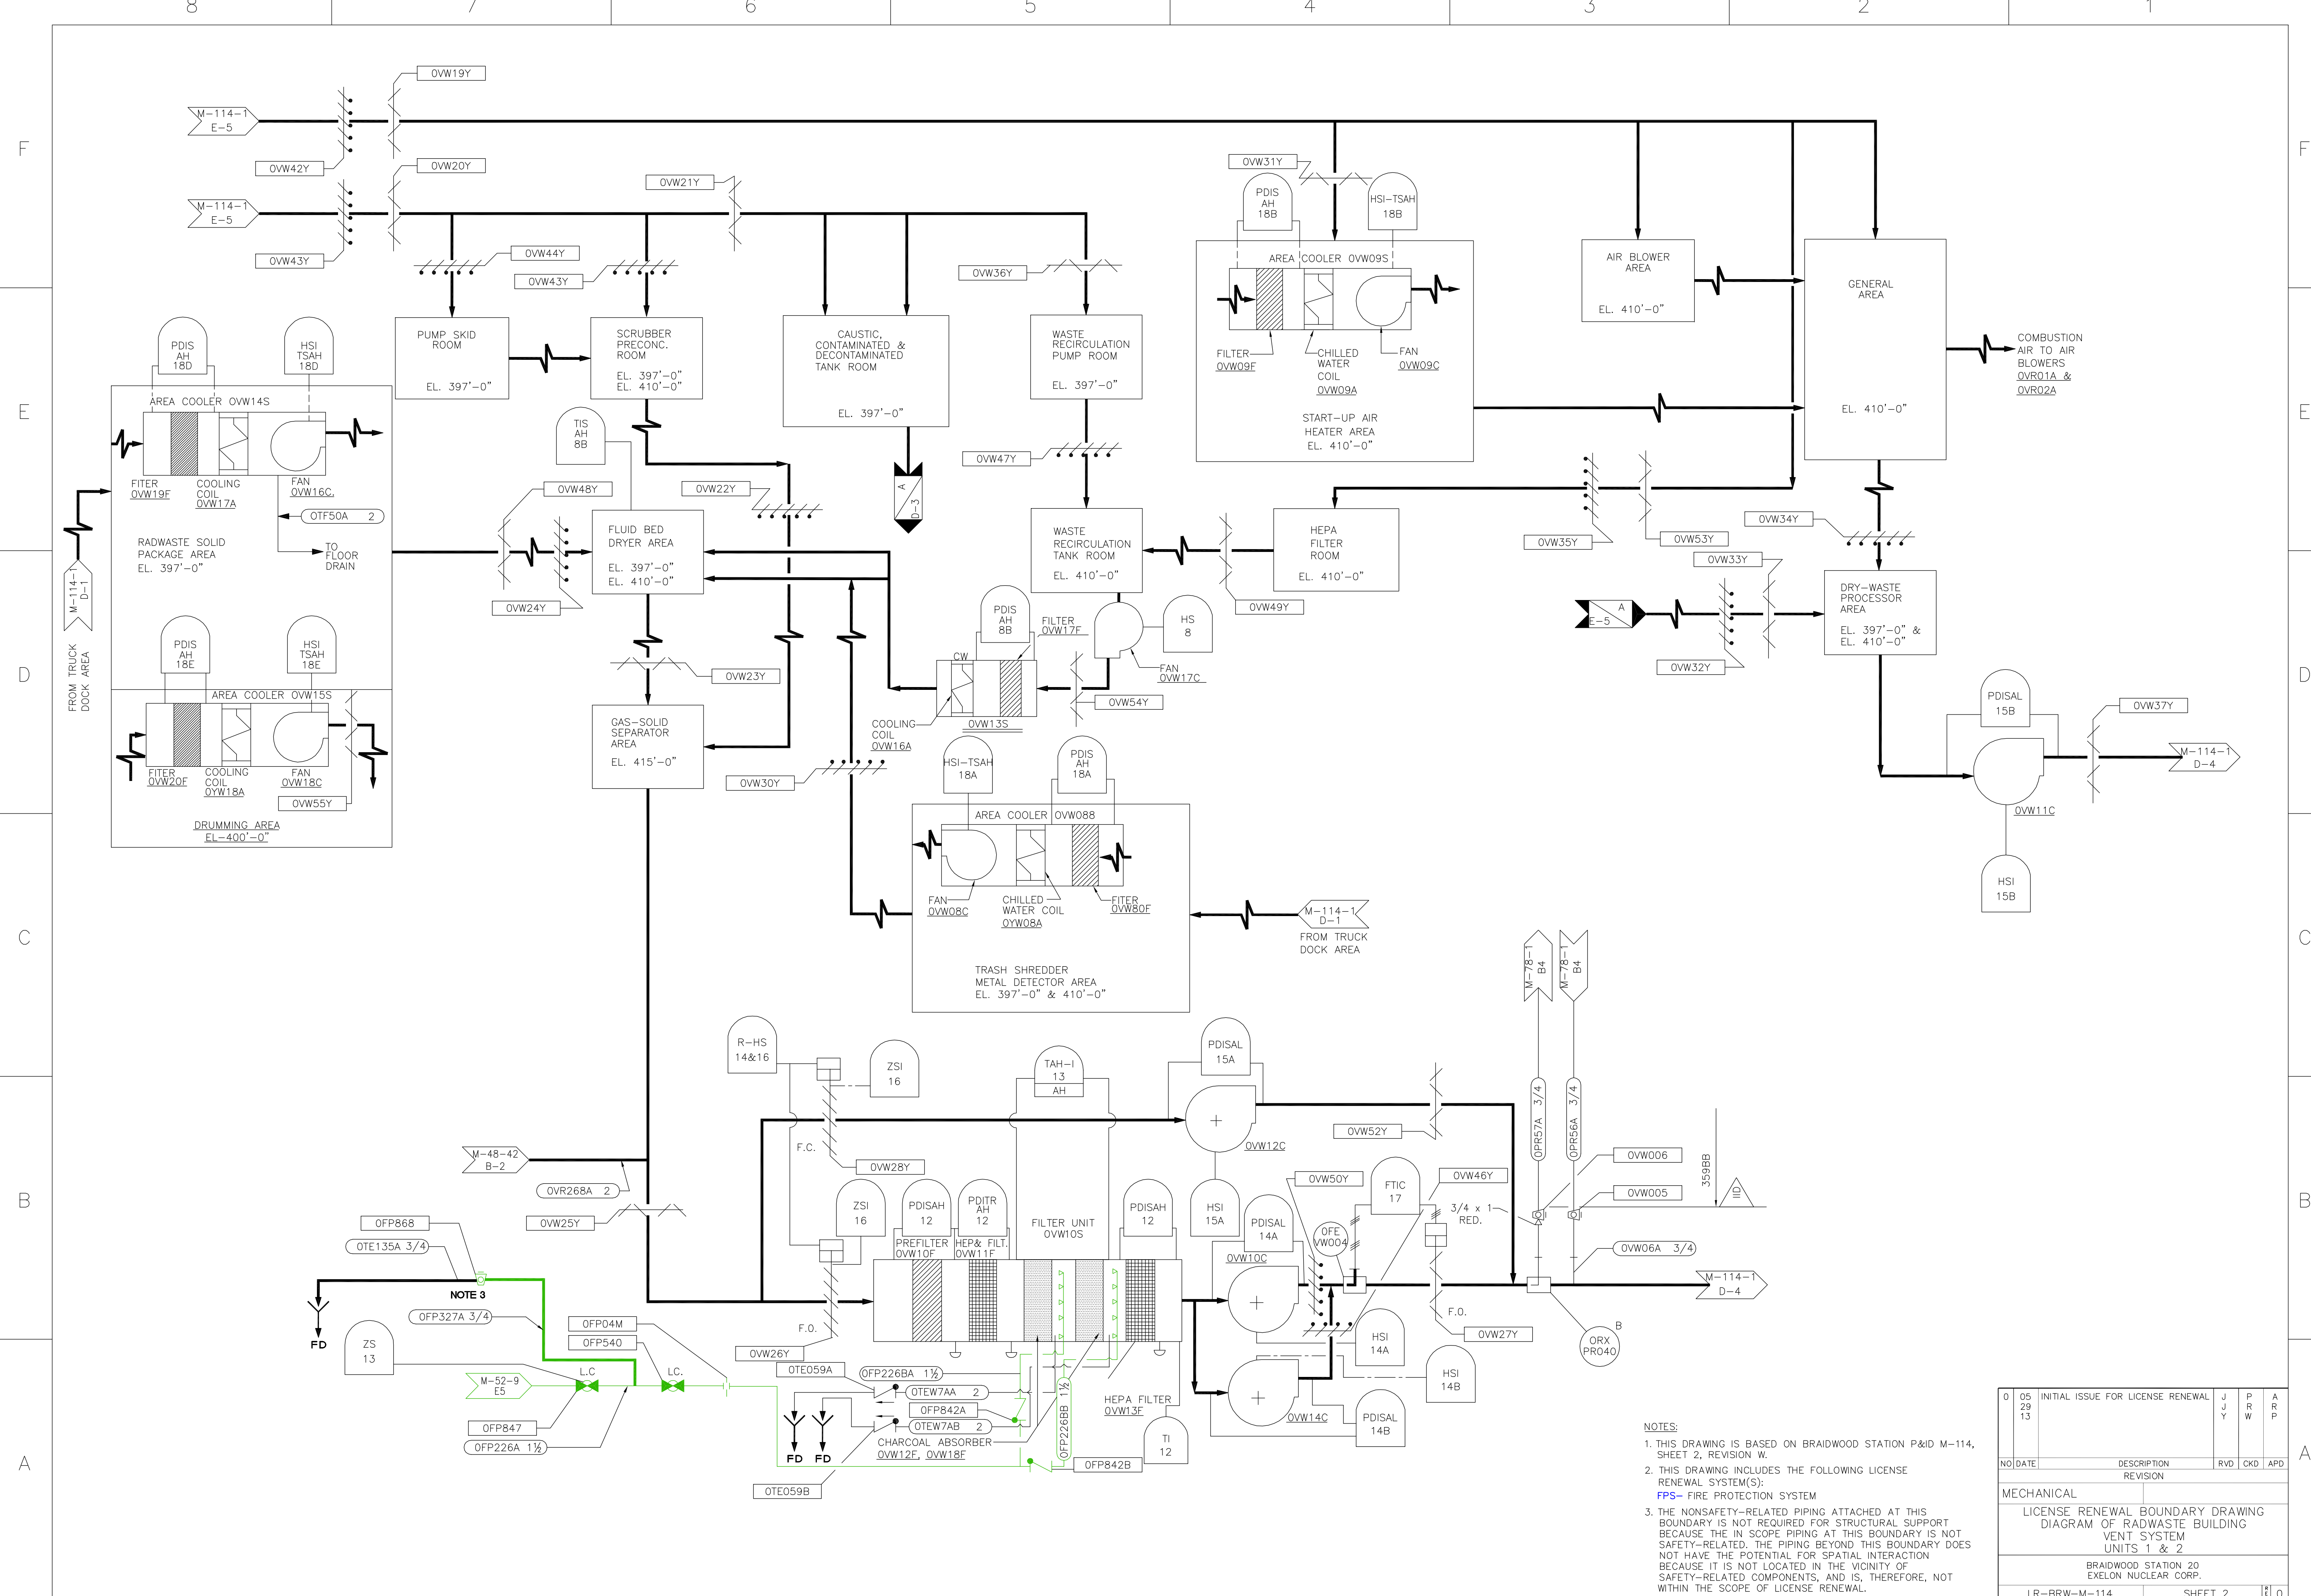 8 7 6 5 4 3 2 1
F
F
E
E
D
D
C
C
B
B
A
A
M-114-1
E-5
0VW19Y
0VW42Y
0VW20Y
M-114-1
E-5
0VW43Y
0VW21Y
0VW44Y
0VW43Y
0VW36Y
0VW31Y
PDIS
AH
18B
HSI-TSAH
18B
AREA COOLER 0VW09S
FILTER
0VW09F
CHILLED
WATER
COIL
0VW09A
FAN
0VW09C
START-UP AIR
HEATER AREA
EL. 410'-0"
AIR BLOWER
AREA
EL. 410'-0"
GENERAL
AREA
EL. 410'-0"
COMBUSTION
AIR TO AIR
BLOWERS
0VR01A &
0VR02A
PUMP SKID
ROOM
EL. 397'-0"
SCRUBBER
PRECONC.
ROOM
EL. 397'-0"
EL. 410'-0"
CAUSTIC,
CONTAMINATED &
DECONTAMINATED
TANK ROOM
EL. 397'-0"
WASTE
RECIRCULATION
PUMP ROOM
EL. 397'-0"
PDIS
AH
18D
HSI
TSAH
18D
AREA COOLER 0VW14S
FITER
0VW19F
COOLING
COIL
0VW17A
FAN
0VW16C.
0TF50A 2
TO
FLOOR
DRAIN
RADWASTE SOLID
PACKAGE AREA
EL. 397'-0"
M-114-1
D-1
FROM TRUCK
DOCK AREA
PDIS
AH
18E
HSI
TSAH
18E
AREA COOLER 0VW15S
FITER
0VW20F
COOLING
COIL
0YW18A
FAN
0VW18C
0VW55Y
DRUMMING AREA
EL-400'-0"
TIS
AH
8B
0VW48Y
0VW22Y
0VW24Y
FLUID BED
DRYER AREA
EL. 397'-0"
EL. 410'-0"
A
D-3
0VW47Y
WASTE
RECIRCULATION
TANK ROOM
EL. 410'-0"
HEPA
FILTER
ROOM
EL. 410'-0"
0VW49Y
0VW35Y
0VW53Y
0VW34Y
0VW33Y
A
E-5
0VW32Y
DRY-WASTE
PROCESSOR
AREA
EL. 397'-0" &
EL. 410'-0"
0VW23Y
GAS-SOLID
SEPARATOR
AREA
EL. 415'-0"
0VW30Y
PDIS
AH
8B
FILTER
0VW17F
HS
8
FAN
0VW17C
CW
0VW54Y
COOLING
COIL
0VW16A
0VW13S
HSI-TSAH
18A
PDIS
AH
18A
AREA COOLER 0VW088
FAN
0VW08C
CHILLED
WATER COIL
0YW08A
FITER
0VW80F
TRASH SHREDDER
METAL DETECTOR AREA
EL. 397'-0" & 410'-0"
M-114-1
D-1
FROM TRUCK
DOCK AREA
PDISAL
15B
0VW37Y
M-114-1
D-4
0VW11C
HSI
15B
M-78-1
B4
M-78-1
B4
0PR57A 3/4
0PR56A 3/4
R-HS
14&16
ZSI
16
TAH-I
13
AH
PDISAL
15A
F.C.
0VW28Y
0VW12C
0VW52Y
M-48-42
B-2
0VR268A 2
0VW25Y
ZSI
16
PDISAH
12
PDITR
AH
12
FILTER UNIT
0VW10S
PDISAH
12
HSI
15A
0VW50Y
PDISAL
14A
0FE
VW004
FTIC
17
0VW46Y
3/4 x 1
RED.
0VW006
0VW005
359BB
IID
0VW06A 3/4
PREFILTER
0VW10F
HEP& FILT.
0VW11F
0VW10C
M-114-1
D-4
F.O.
0VW27Y
B
0RX
PR040
0FP868
0TE135A 3/4
NOTE 3
0FP327A 3/4
FD
ZS
13
0FP04M
0FP540
F.O.
0VW26Y
L.C
LC.
M-52-9
E5
0FP847
0FP226A 1½
0TE059A
0FP226BA 1½
0TEW7AA 2
0FP842A
0TEW7AB 2
CHARCOAL ABSORBER
0VW12F, 0VW18F
FD FD
0TE059B
0FP226BB 1½
0FP842B
HEPA FILTER
0VW13F
TI
12
HSI
14A
HSI
14B
0VW14C
PDISAL
14B
NOTES:
1. THIS DRAWING IS BASED ON BRAIDWOOD STATION P&ID M-114,
SHEET 2, REVISION W.
2. THIS DRAWING INCLUDES THE FOLLOWING LICENSE
RENEWAL SYSTEM(S):
FPS- FIRE PROTECTION SYSTEM
3. THE NONSAFETY-RELATED PIPING ATTACHED AT THIS
BOUNDARY IS NOT REQUIRED FOR STRUCTURAL SUPPORT
BECAUSE THE IN SCOPE PIPING AT THIS BOUNDARY IS NOT
SAFETY-RELATED. THE PIPING BEYOND THIS BOUNDARY DOES
NOT HAVE THE POTENTIAL FOR SPATIAL INTERACTION
BECAUSE IT IS NOT LOCATED IN THE VICINITY OF
SAFETY-RELATED COMPONENTS, AND IS, THEREFORE, NOT
WITHIN THE SCOPE OF LICENSE RENEWAL.
0 05 INITIAL ISSUE FOR LICENSE RENEWAL J P A
29 J R R
13 Y W P
NO DATE DESCRIPTION RVD CKD APD
REVISION
MECHANICAL
LICENSE RENEWAL BOUNDARY DRAWING
DIAGRAM OF RADWASTE BUILDING
VENT SYSTEM
UNITS 1 & 2
BRAIDWOOD STATION 20
EXELON NUCLEAR CORP.
LR-BRW-M-114 SHEET 2 0